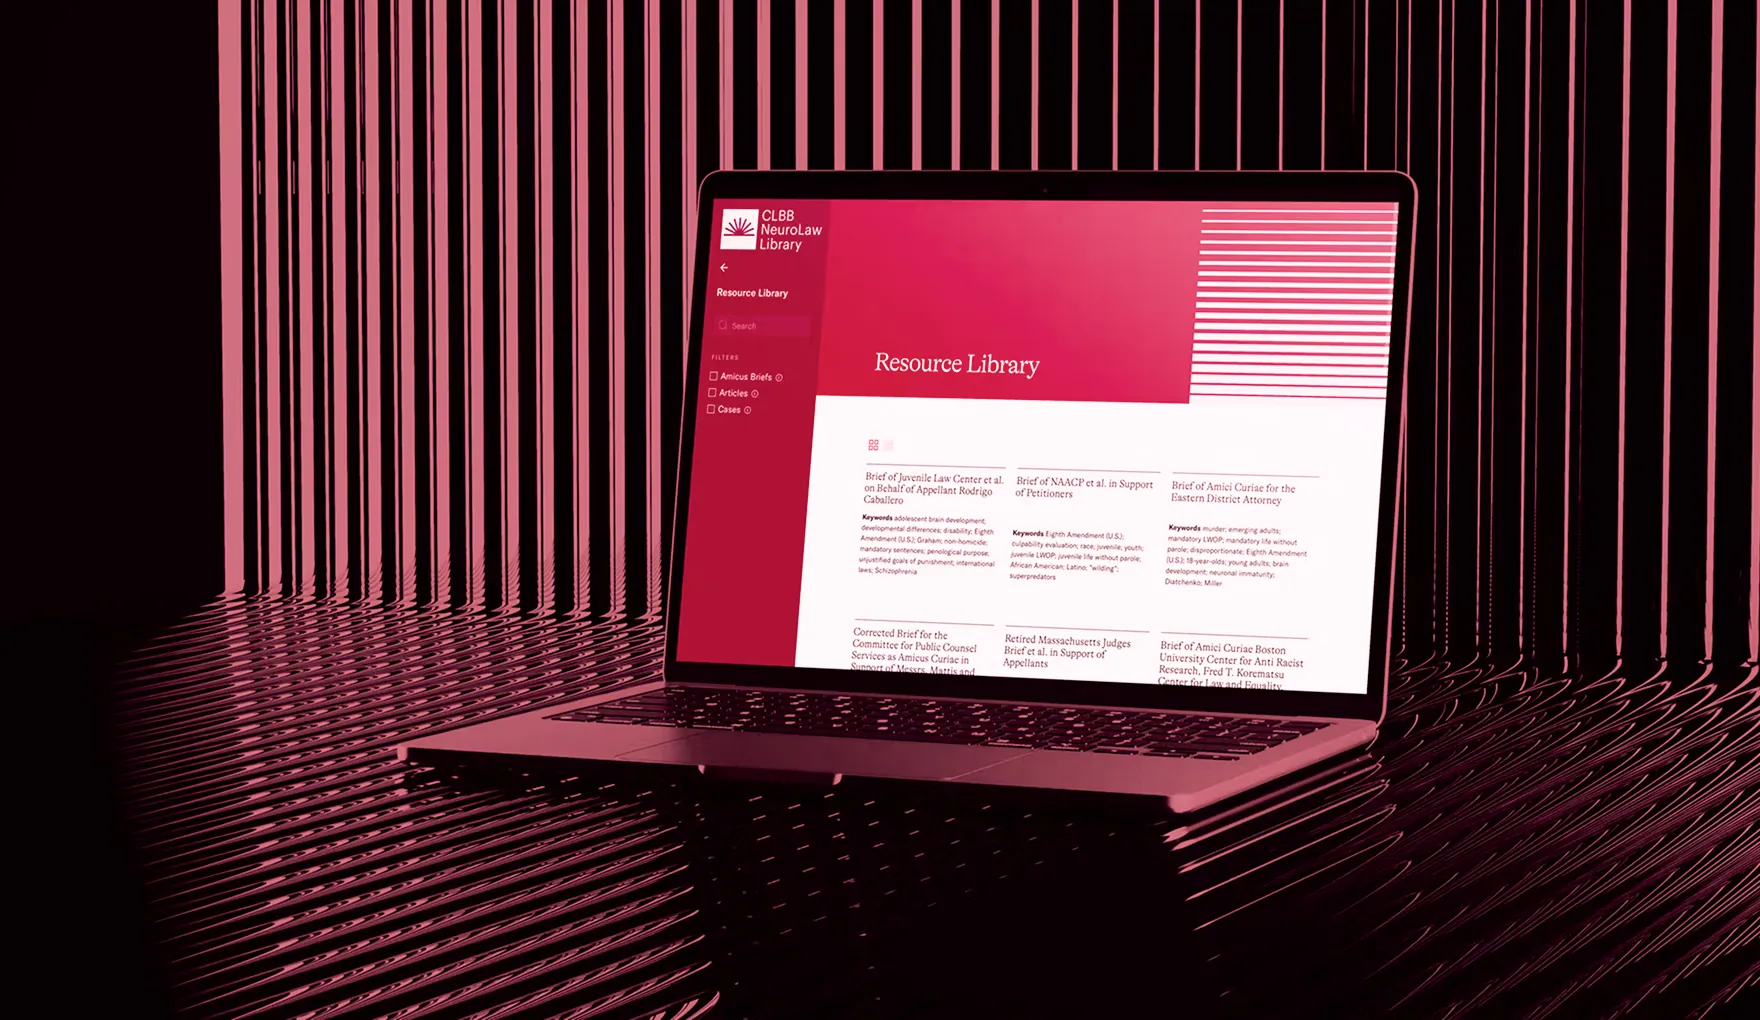 CLBB
NeuroLaw
Library
Resource Library
Search
FILTERS
Amicus Briefs
Articles
Cases
Resource Library
Brief of Juvenile Law Center et al.
on Behalf of Appellant Rodrigo
Caballero
Keywords adolescent brain development;
developmental differences; disability; Eighth
Amendment (U.S.); Graham; non-homicide;
mandatory sentences; penological purpose;
unjustified goals of punishment; international
laws; Schizophrenia
Brief of NAACP et al. in Support
of Petitioners
Keywords Eighth Amendment (U.S.);
culpability evaluation; race; juvenile; youth;
juvenile LWOP; juvenile life without parole;
African American; Latino; "wilding";
superpredators
Brief of Amici Curiae for the
Eastern District Attorney
Keywords murder; emerging adults;
mandatory LWOP; mandatory life without
parole; disproportionate; Eighth Amendment
(U.S.); 18-year-olds; young adults; brain
development; neuronal immaturity;
Diatchenko; Miller
Corrected Brief for the
Committee for Public Counsel
Services as Amicus Curiae in
Support of Messrs. Mattis and
Retired Massachusetts Judges
Brief et al. in Support of
Appellants
Brief of Amici Curiae Boston
University Center for Anti Racist
Research, Fred T. Korematsu
Center for Law and Equality,